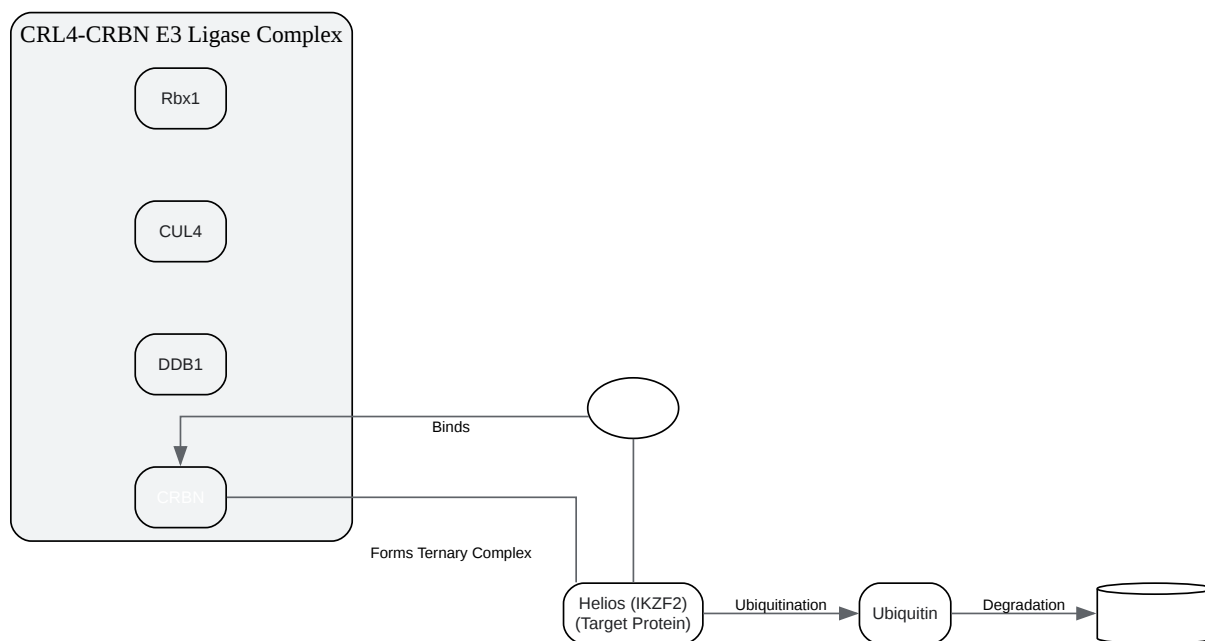 CRL4-CRBN E3 Ligase Complex
Rbx1
CUL4
DDB1
Binds
CRBN
Forms Ternary Complex
Helios (IKZF2)
(Target Protein)
Ubiquitination
Ubiquitin
Degradation